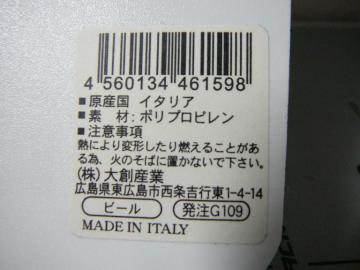 4 560134 461598
■原産国 イタリア
■素 材:ポリプロピレン
■注意事項
熱により変形したり燃えることがあ
る為、火のそばに置かないで下さい。
(株)大創産業
広島県東広島市西条吉行東1-4-14
ビール 発注G109
MADE IN ITALY